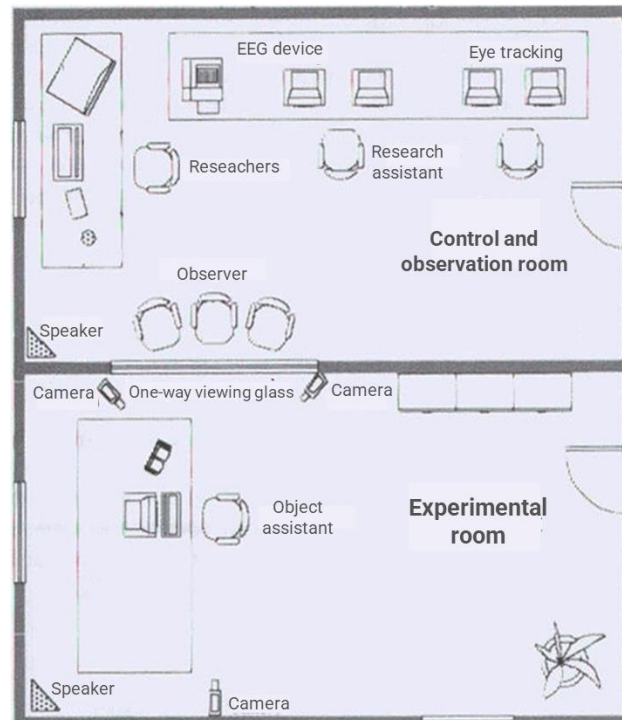 EEG device
Eye tracking
Reseachers
Research
assistant
Control and
observation room
Observer
Speaker
Camera
One-way viewing glass
Camera
Object
assistant
Experimental
room
Speaker
Camera